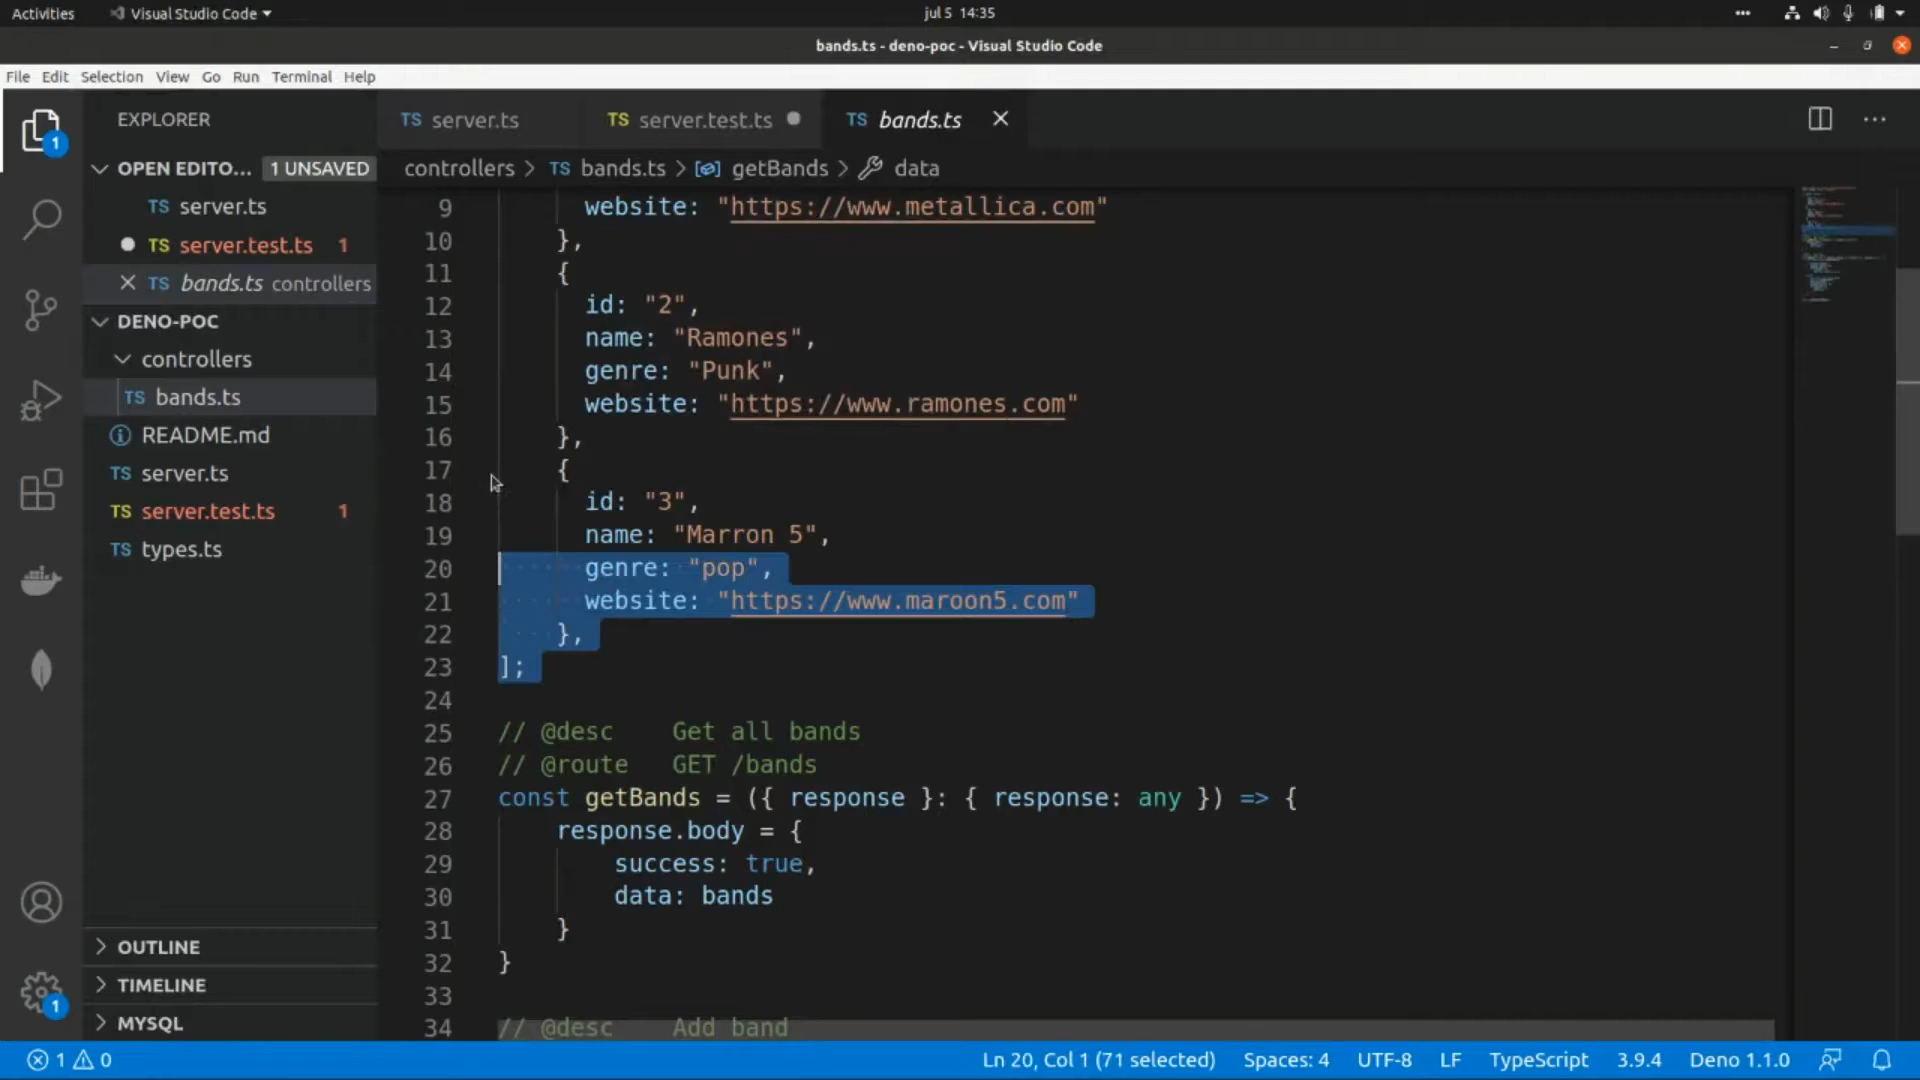 Activities
Visual Studio Code
jul 5 14:35
bands.ts - deno-poc - Visual Studio Code
File Edit Selection View Go Run Terminal Help
EXPLORER
OPEN EDITO... 1 UNSAVED
TS server.ts
TS server.test.ts 1
TS bands.ts controllers
DENO-POC
controllers
TS bands.ts
README.md
TS server.ts
TS server.test.ts 1
TS types.ts
OUTLINE
TIMELINE
MYSQL
1
1
TS server.ts
TS server.test.ts
TS bands.ts
controllers > TS bands.ts > getBands > data
9 website: "https://www.metallica.com"
10 },
11 {
12 id: "2",
13 name: "Ramones",
14 genre: "Punk",
15 website: "https://www.ramones.com"
16 },
17 {
18 id: "3",
19 name: "Marron 5",
20 genre: "pop",
21 website: "https://www.maroon5.com"
22 },
23 ];
24
25 // @desc Get all bands
26 // @route GET /bands
27 const getBands = ({ response }: { response: any }) => {
28 response.body = {
29 success: true,
30 data: bands
31 }
32 }
33
34 // @desc Add band
1 0
Ln 20, Col 1 (71 selected)
Spaces: 4
UTF-8
LF
TypeScript
3.9.4
Deno 1.1.0